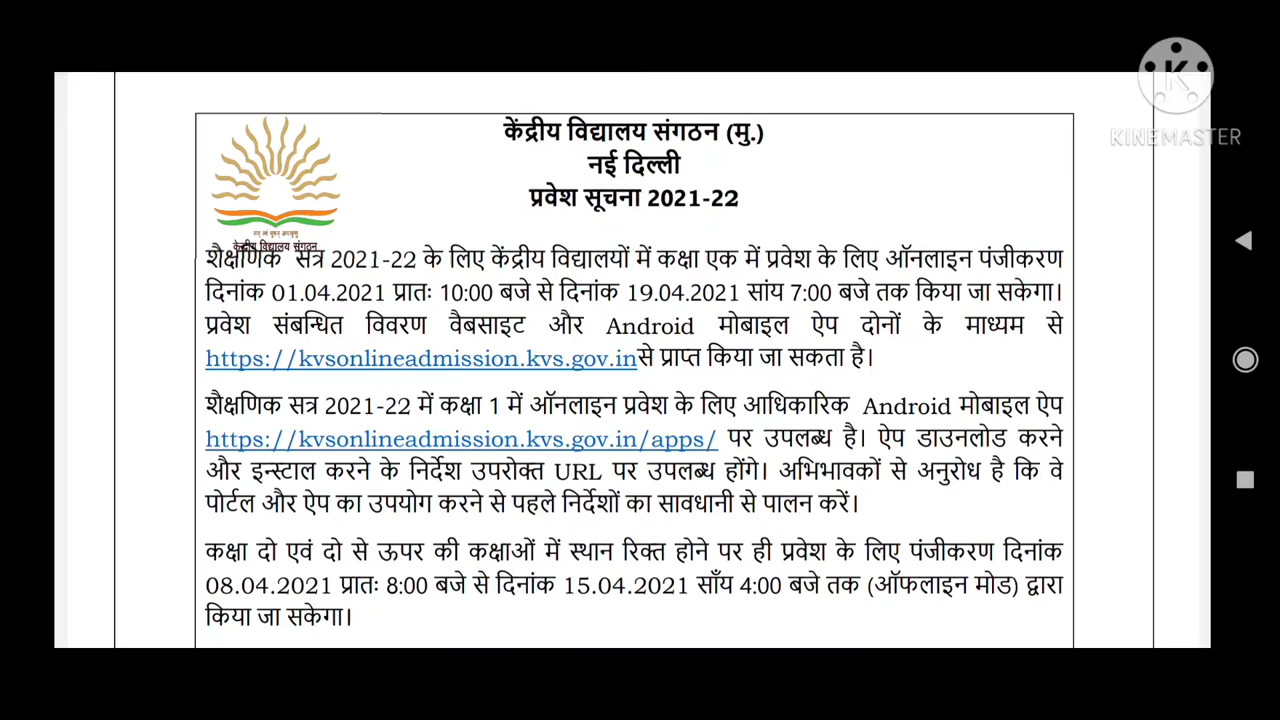 केंद्रीय विद्यालय संगठन (मु.)
नई दिल्ली
प्रवेश सूचना 2021-22
केन्द्रीय विद्यालय संगठन
शैक्षणिक सत्र 2021-22 के लिए केंद्रीय विद्यालयों में कक्षा एक में प्रवेश के लिए ऑनलाइन पंजीकरण
दिनांक 01.04.2021 प्रातः 10:00 बजे से दिनांक 19.04.2021 सांय 7:00 बजे तक किया जा सकेगा।
प्रवेश संबन्धित विवरण वैबसाइट और Android मोबाइल ऐप दोनों के माध्यम से
https://kvsonlineadmission.kvs.gov.inसे प्राप्त किया जा सकता है।
शैक्षणिक सत्र 2021-22 में कक्षा 1 में ऑनलाइन प्रवेश के लिए आधिकारिक Android मोबाइल ऐप
https://kvsonlineadmission.kvs.gov.in/apps/ पर उपलब्ध है। ऐप डाउनलोड करने
और इन्स्टाल करने के निर्देश उपरोक्त URL पर उपलब्ध होंगे। अभिभावकों से अनुरोध है कि वे
पोर्टल और ऐप का उपयोग करने से पहले निर्देशों का सावधानी से पालन करें।
कक्षा दो एवं दो से ऊपर की कक्षाओं में स्थान रिक्त होने पर ही प्रवेश के लिए पंजीकरण दिनांक
08.04.2021 प्रातः 8:00 बजे से दिनांक 15.04.2021 साँय 4:00 बजे तक (ऑफलाइन मोड) द्वारा
किया जा सकेगा।
K
KINEMASTER